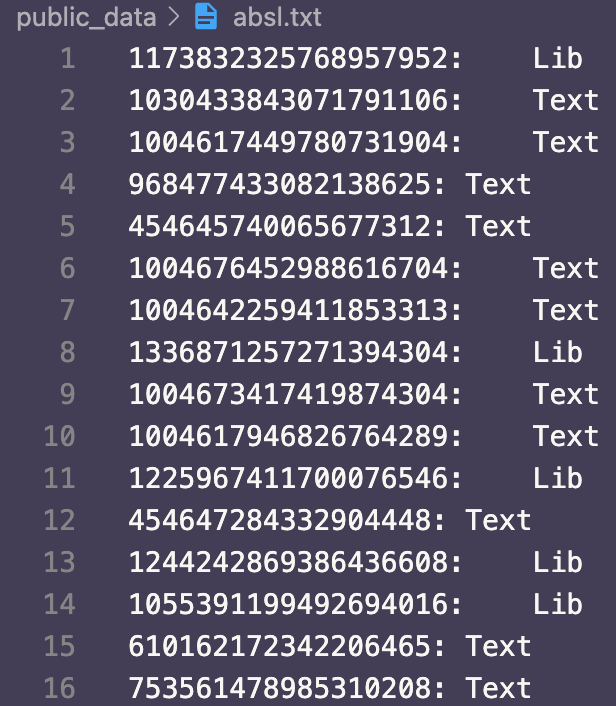 public_data > absl.txt
1 1173832325768957952: Lib
2 1030433843071791106: Text
3 1004617449780731904: Text
4 968477433082138625: Text
5 454645740065677312: Text
6 1004676452988616704: Text
7 1004642259411853313: Text
8 1336871257271394304: Lib
9 1004673417419874304: Text
10 1004617946826764289: Text
11 1225967411700076546: Lib
12 454647284332904448: Text
13 1244242869386436608: Lib
14 1055391199492694016: Lib
15 610162172342206465: Text
16 753561478985310208: Text